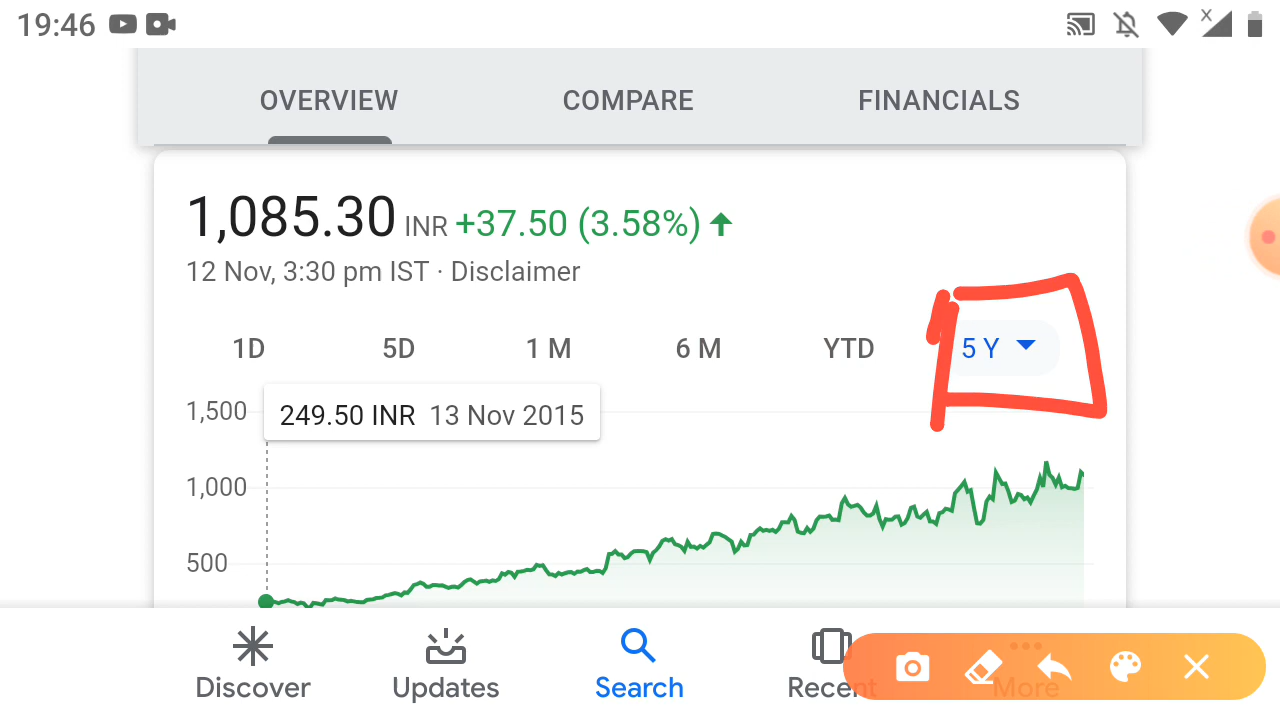 19:46
X
OVERVIEW COMPARE FINANCIALS
1,085.30 INR +37.50 (3.58%)
12 Nov, 3:30 pm IST · Disclaimer
1D 5D 1 M 6 M YTD 5 Y
1,500
249.50 INR 13 Nov 2015
1,000
500
Discover Updates Search Recent More